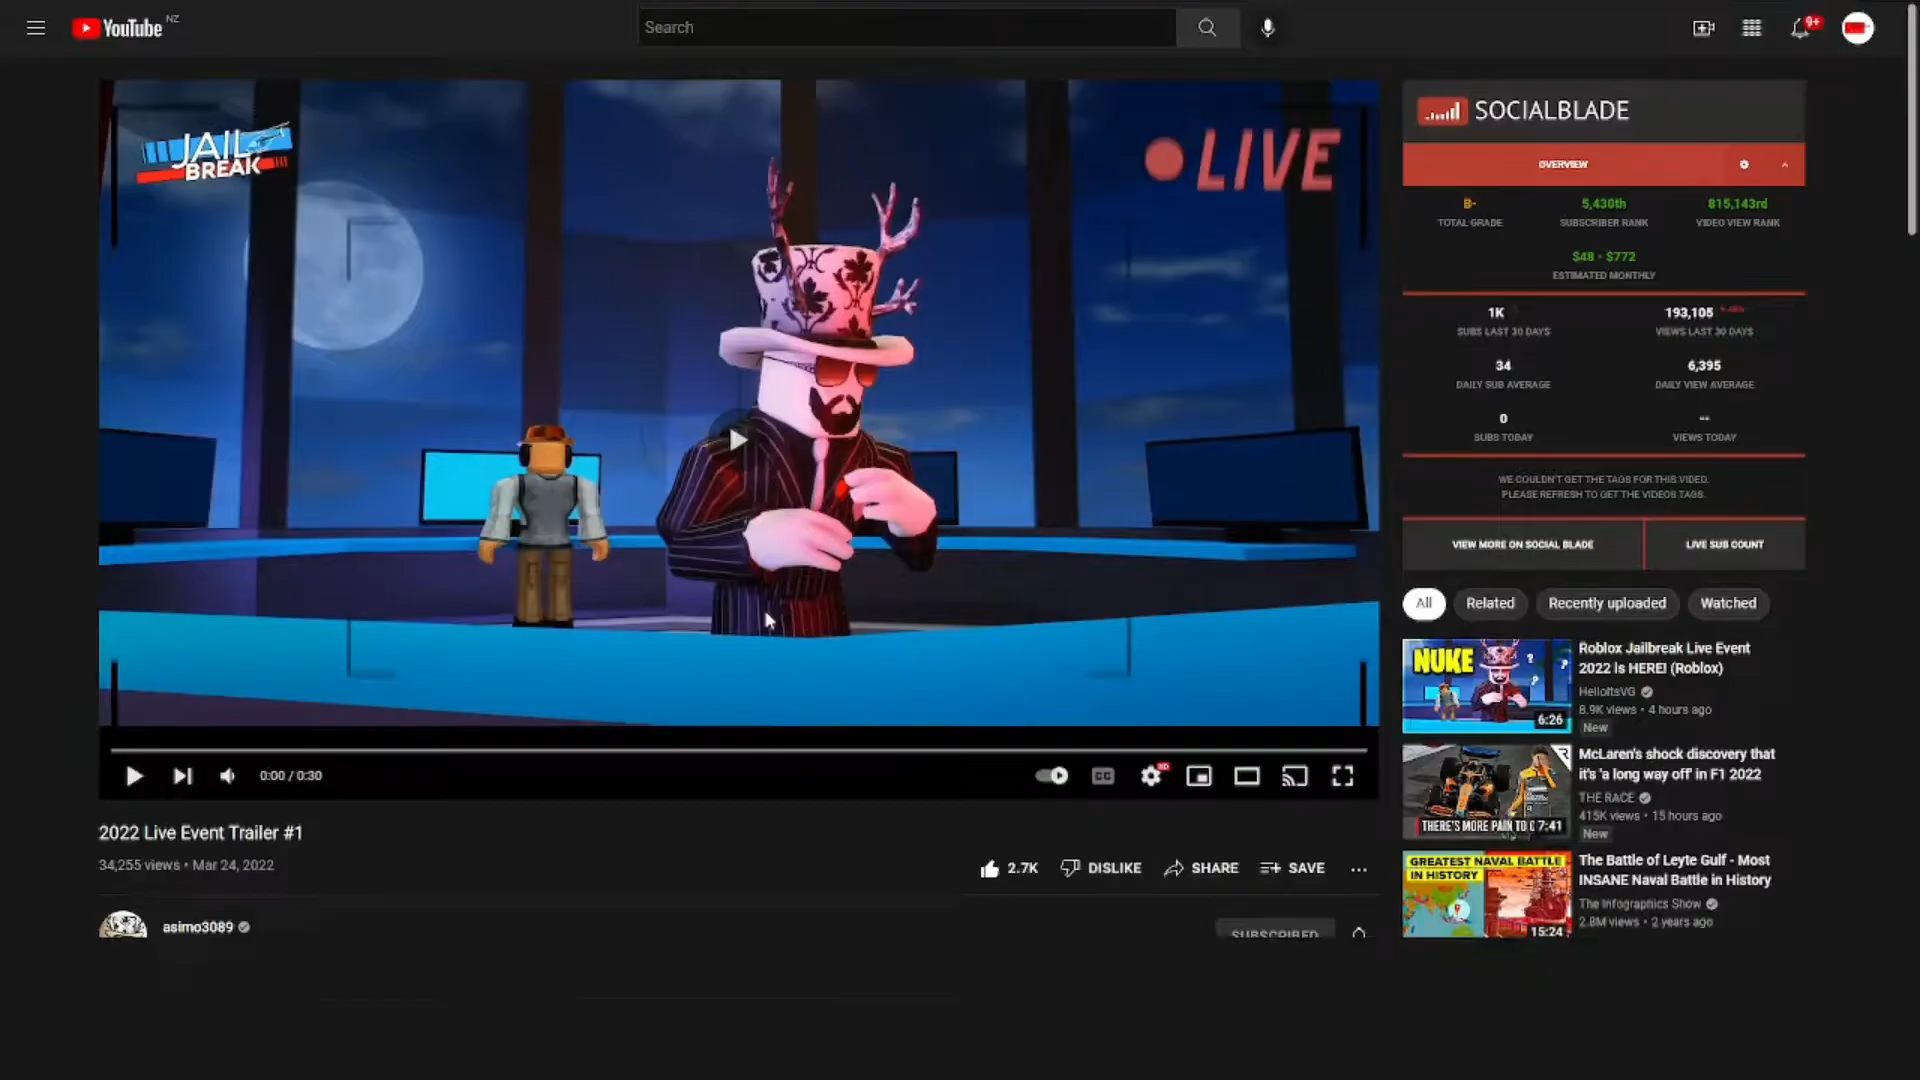 YouTube NZ
Search
9+
JAIL
BREAK
LIVE
SOCIALBLADE
OVERVIEW
B-
TOTAL GRADE
5,430th
SUBSCRIBER RANK
815,143rd
VIDEO VIEW RANK
$48 - $772
ESTIMATED MONTHLY
1K
SUBS LAST 30 DAYS
193,105
VIEWS LAST 30 DAYS
34
DAILY SUB AVERAGE
6,395
DAILY VIEW AVERAGE
0
SUBS TODAY
--
VIEWS TODAY
WE COULDN'T GET THE TAGS FOR THIS VIDEO.
PLEASE REFRESH TO GET THE VIDEOS TAGS.
VIEW MORE ON SOCIAL BLADE
LIVE SUB COUNT
All
Related
Recently uploaded
Watched
NUKE
6:26
Roblox Jailbreak Live Event
2022 is HERE! (Roblox)
HelloItsVG
8.9K views • 4 hours ago
New
THERE'S MORE PAIN TO
7:41
McLaren's shock discovery that
it's 'a long way off' in F1 2022
THE RACE
415K views • 15 hours ago
New
GREATEST NAVAL BATTLE
IN HISTORY
15:24
The Battle of Leyte Gulf - Most
INSANE Naval Battle in History
The Infographics Show
2.8M views • 2 years ago
0:00 / 0:30
CC
HD
2022 Live Event Trailer #1
34,255 views • Mar 24, 2022
2.7K
DISLIKE
SHARE
SAVE
asimo3089
SUBSCRIBED